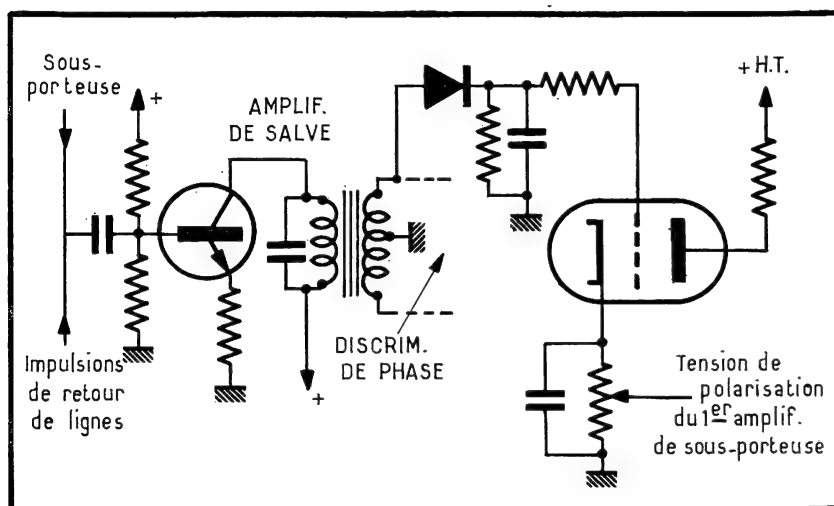 Sous-
porteuse
+
AMPLIF.
DE SALVE
+ H.T.
Impulsions
de retour
de lignes
+
DISCRIM.
DE PHASE
Tension de
polarisation
du 1er amplif.
de sous-porteuse